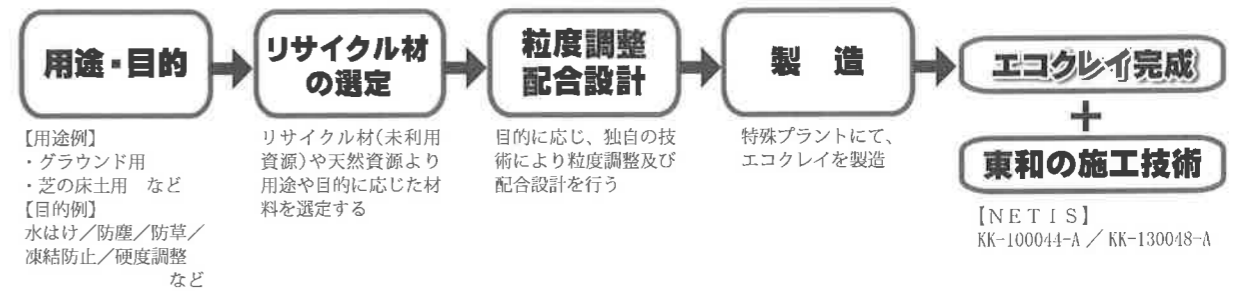 用途・目的
【用途例】
・グラウンド用
・芝の床土用 など
【目的例】
水はけ／防塵／防草／
凍結防止／硬度調整
など
リサイクル材
の選定
リサイクル材(未利用
資源)や天然資源より
用途や目的に応じた材
料を選定する
粒度調整
配合設計
目的に応じ、独自の技
術により粒度調整及び
配合設計を行う
製 造
特殊プラントにて、
エコクレイを製造
エコクレイ完成
＋
東和の施工技術
【NETIS】
KK-100044-A ／ KK-130048-A